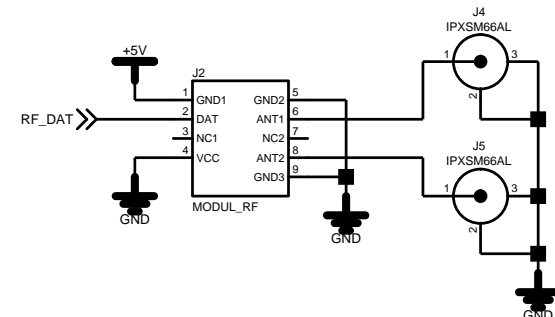 J4
IPXSM66AL
1
3
2
+5V
J2
1
GND1
GND2
5
RF_DAT
2
DAT
ANT1
6
3
NC1
NC2
7
4
VCC
ANT2
8
GND3
9
MODUL_RF
GND
GND
J5
IPXSM66AL
1
3
2
GND